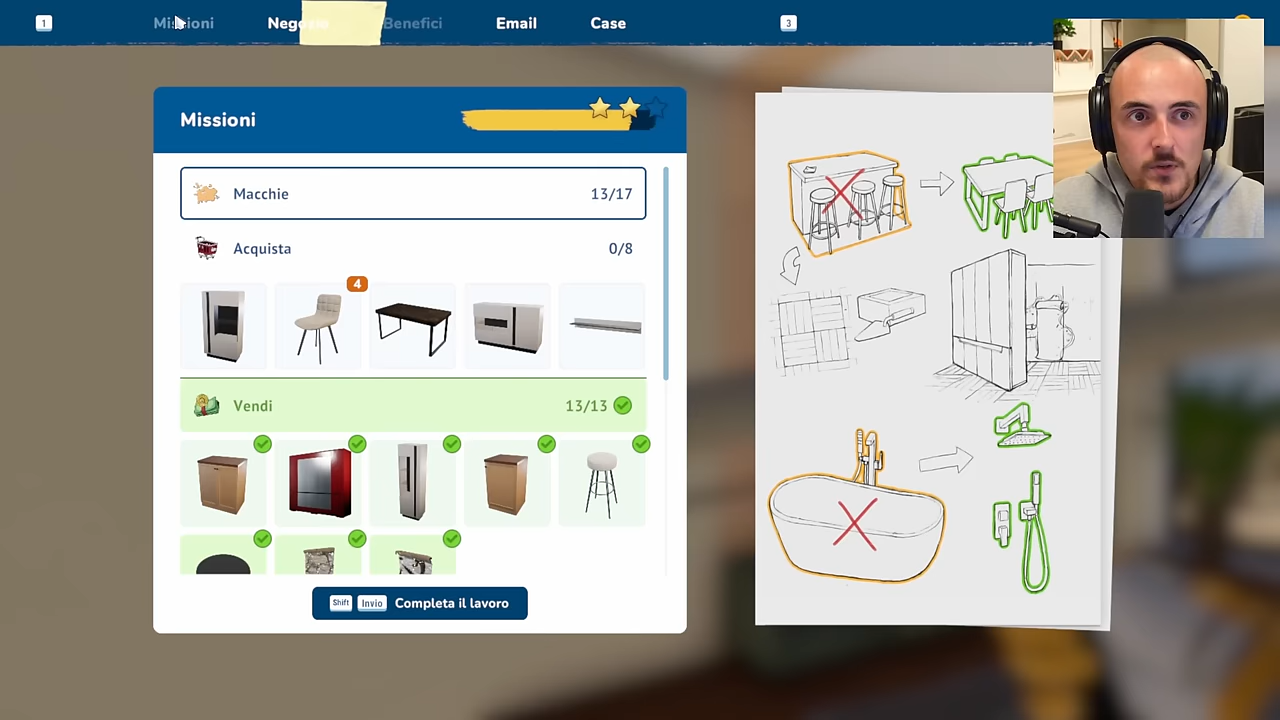 1 Missioni Negozio Benefici Email Case 3
Missioni
Macchie 13/17
Acquista 0/8
4
Vendi 13/13
Shift Invio Completa il lavoro